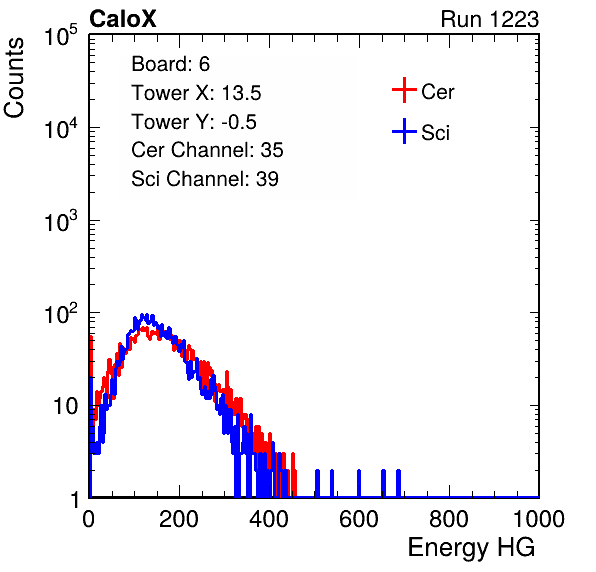 CaloX Run 1223
Counts
10^5
10^4
10^3
10^2
10
1
Board: 6
Tower X: 13.5
Tower Y: -0.5
Cer Channel: 35
Sci Channel: 39
Cer
Sci
0 200 400 600 800 1000
Energy HG